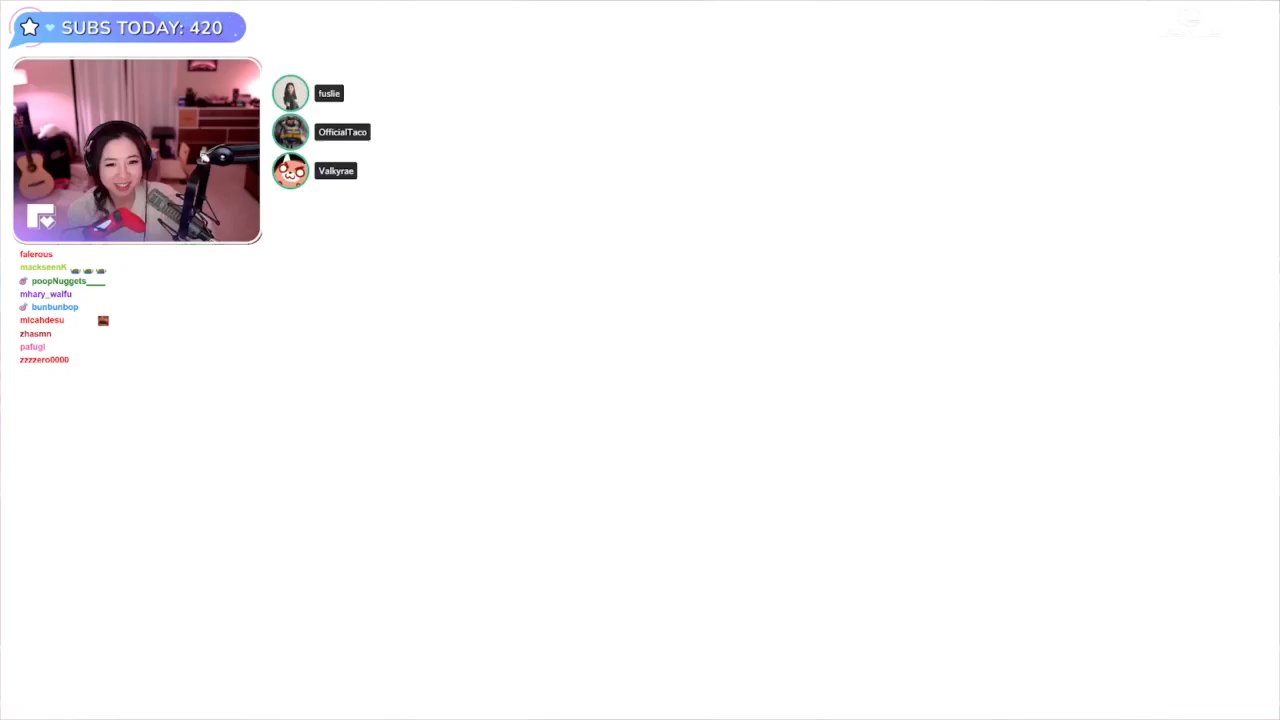 SUBS TODAY: 420
fuslie
OfficialTaco
Valkyrae
falerous
mackseenK
poopNuggets____
mhary_waifu
bunbunbop
micahdesu
zhasmn
pafugi
zzzzero0000